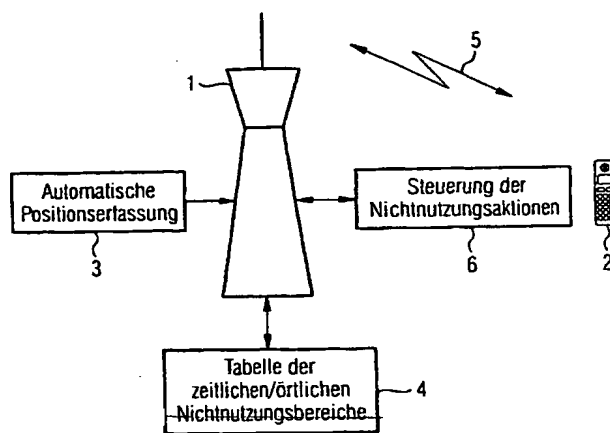 1
5
Automatische
Positionserfassung
3
Steuerung der
Nichtnutzungsaktionen
6
2
Tabelle der
zeitlichen/örtlichen
Nichtnutzungsbereiche
4